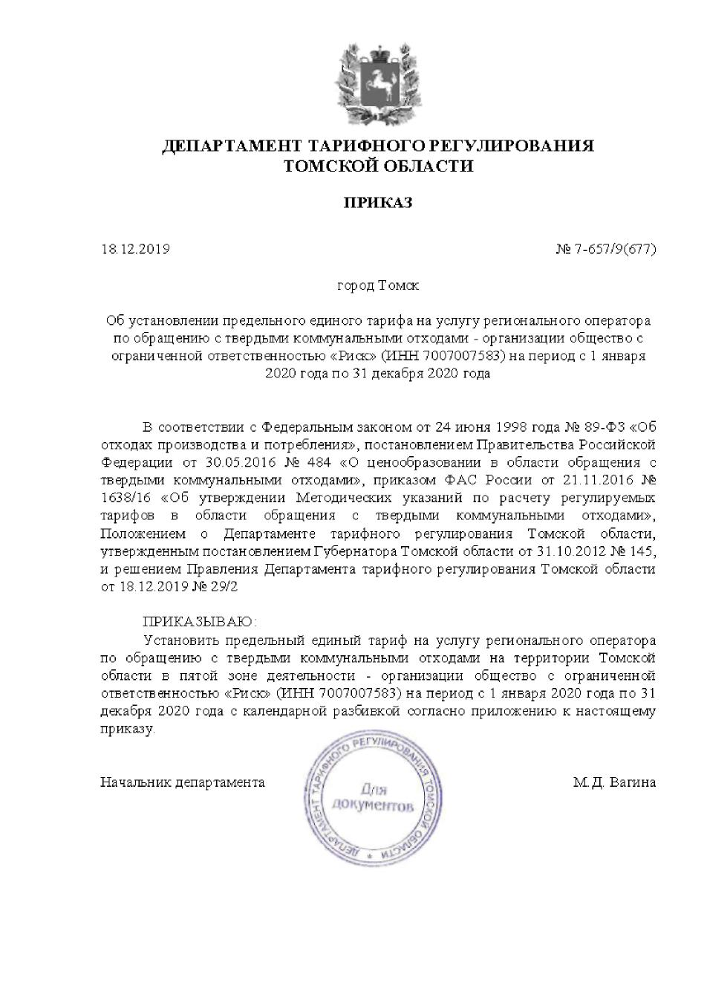 ДЕПАРТАМЕНТ ТАРИФНОГО РЕГУЛИРОВАНИЯ
ТОМСКОЙ ОБЛАСТИ
ПРИКАЗ
18.12.2019 № 7-657/9(677)
город Томск
Об установлении предельного единого тарифа на услугу регионального оператора
по обращению с твердыми коммунальными отходами - организации общество с
ограниченной ответственностью «Риск» (ИНН 7007007583) на период с 1 января
2020 года по 31 декабря 2020 года
В соответствии с Федеральным законом от 24 июня 1998 года № 89-ФЗ «Об
отходах производства и потребления», постановлением Правительства Российской
Федерации от 30.05.2016 № 484 «О ценообразовании в области обращения с
твердыми коммунальными отходами», приказом ФАС России от 21.11.2016 №
1638/16 «Об утверждении Методических указаний по расчету регулируемых
тарифов в области обращения с твердыми коммунальными отходами»,
Положением о Департаменте тарифного регулирования Томской области,
утвержденным постановлением Губернатора Томской области от 31.10.2012 № 145,
и решением Правления Департамента тарифного регулирования Томской области
от 18.12.2019 № 29/2
ПРИКАЗЫВАЮ:
Установить предельный единый тариф на услугу регионального оператора
по обращению с твердыми коммунальными отходами на территории Томской
области в пятой зоне деятельности - организации общество с ограниченной
ответственностью «Риск» (ИНН 7007007583) на период с 1 января 2020 года по 31
декабря 2020 года с календарной разбивкой согласно приложению к настоящему
приказу.
Начальник департамента М.Д. Вагина
ДЕПАРТАМЕНТ ТАРИФНОГО РЕГУЛИРОВАНИЯ ТОМСКОЙ ОБЛАСТИ *
Для
документов